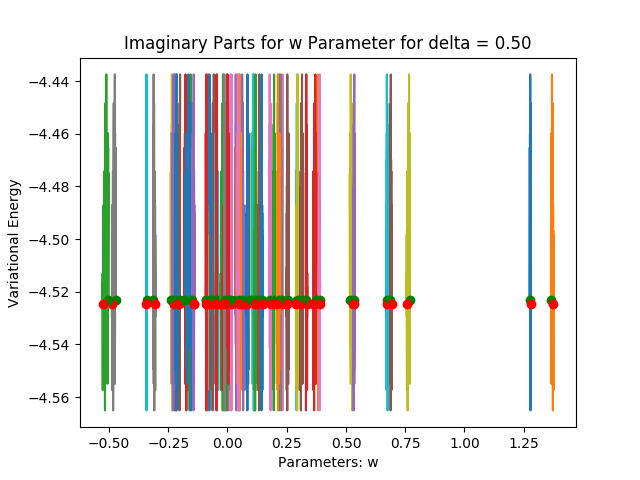 Imaginary Parts for w Parameter for delta = 0.50
Variational Energy
−4.44
−4.46
−4.48
−4.50
−4.52
−4.54
−4.56
−0.50 −0.25 0.00 0.25 0.50 0.75 1.00 1.25
Parameters: w